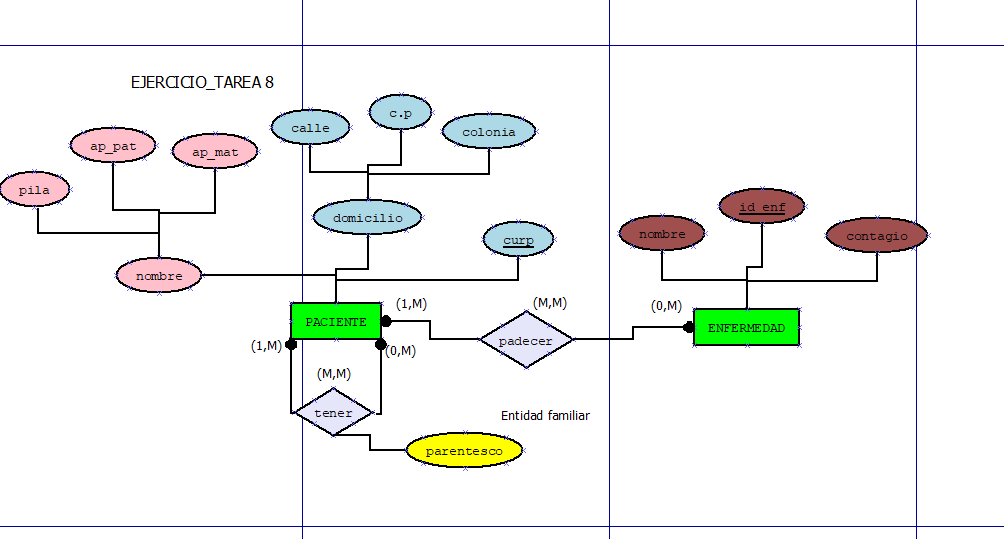 EJERCICIO_TAREA 8
calle
c.p
colonia
ap_pat
ap_mat
pila
domicilio
curp
nombre
nombre
id_enf
contagio
PACIENTE
(1,M)
(M,M)
padecer
(0,M)
ENFERMEDAD
(1,M)
(0,M)
(M,M)
tener
Entidad familiar
parentesco